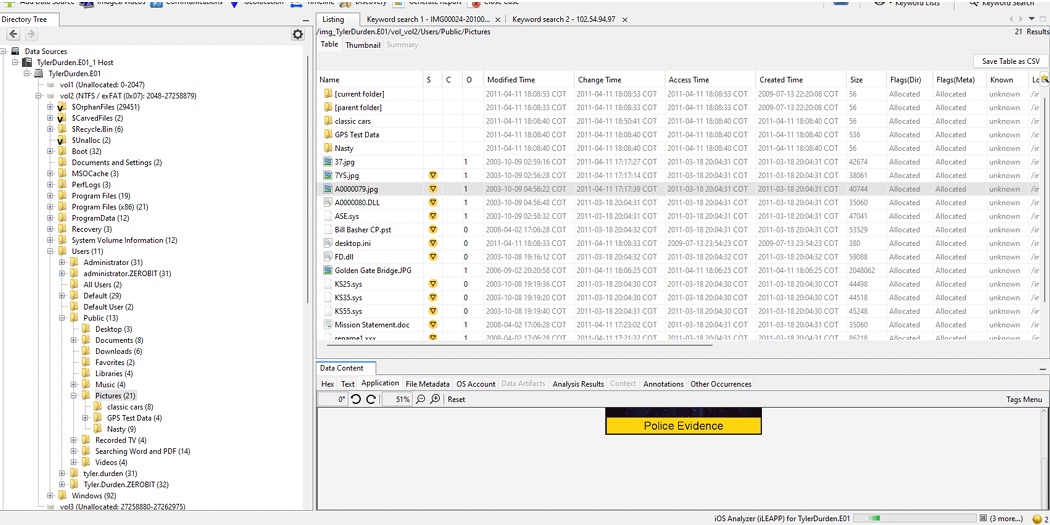 Add Data Source Images/Videos Communications Geolocation Timeline Discovery Generate Report Close Case Keyword Lists Keyword Search
Directory Tree
Data Sources
TylerDurden.E01_1 Host
TylerDurden.E01
vol1 (Unallocated: 0-2047)
vol2 (NTFS / exFAT (0x07): 2048-27258879)
$OrphanFiles (29451)
$CarvedFiles (2)
$Recycle.Bin (6)
$Unalloc (2)
Boot (32)
Documents and Settings (2)
MSOCache (3)
PerfLogs (3)
Program Files (19)
Program Files (x86) (21)
ProgramData (12)
Recovery (3)
System Volume Information (12)
Users (11)
Administrator (31)
administrator.ZEROBIT (31)
All Users (2)
Default (29)
Default User (2)
Public (13)
Desktop (3)
Documents (8)
Downloads (6)
Favorites (2)
Libraries (4)
Music (4)
Pictures (21)
classic cars (8)
GPS Test Data (4)
Nasty (9)
Recorded TV (4)
Searching Word and PDF (14)
Videos (4)
tyler.durden (31)
Tyler.Durden.ZEROBIT (32)
Windows (92)
vol3 (Unallocated: 27258880-27262975)
Listing Keyword search 1 - IMG00024-20100... Keyword search 2 - 102.54.94.97
/img_TylerDurden.E01/vol_vol2/Users/Public/Pictures 21 Results
Table Thumbnail Summary
Save Table as CSV
Name S C O Modified Time Change Time Access Time Created Time Size Flags(Dir) Flags(Meta) Known Lo
[current folder] 2011-04-11 18:08:53 COT 2011-04-11 18:08:53 COT 2011-04-11 18:08:53 COT 2009-07-13 22:20:08 COT 56 Allocated Allocated unknown /ir
[parent folder] 2011-04-11 18:08:53 COT 2011-04-11 18:08:53 COT 2011-04-11 18:08:53 COT 2009-07-13 22:20:08 COT 56 Allocated Allocated unknown /ir
classic cars 2011-04-11 18:08:40 COT 2011-04-11 18:50:41 COT 2011-04-11 18:08:40 COT 2011-04-11 18:08:40 COT 56 Allocated Allocated unknown /ir
GPS Test Data 2011-04-11 18:08:40 COT 2011-04-11 18:50:41 COT 2011-04-11 18:08:40 COT 2011-04-11 18:08:40 COT 536 Allocated Allocated unknown /ir
Nasty 2011-04-11 18:08:40 COT 2011-04-11 18:50:41 COT 2011-04-11 18:08:40 COT 2011-04-11 18:08:40 COT 56 Allocated Allocated unknown /ir
37.jpg 1 2003-10-09 02:59:16 COT 2011-04-11 17:17:27 COT 2011-03-18 20:04:31 COT 2011-03-18 20:04:31 COT 42674 Allocated Allocated unknown /ir
7YS.jpg 1 2003-10-09 04:56:28 COT 2011-04-11 17:17:14 COT 2011-03-18 20:04:31 COT 2011-03-18 20:04:31 COT 38061 Allocated Allocated unknown /ir
A0000079.jpg 1 2003-10-09 04:56:22 COT 2011-04-11 17:17:39 COT 2011-03-18 20:04:31 COT 2011-03-18 20:04:31 COT 40744 Allocated Allocated unknown /ir
A0000080.DLL 1 2003-10-09 04:56:48 COT 2011-03-18 20:04:31 COT 2011-03-18 20:04:31 COT 2011-03-18 20:04:31 COT 35060 Allocated Allocated unknown /ir
ASE.sys 1 2003-10-09 02:58:32 COT 2011-03-18 20:04:31 COT 2011-03-18 20:04:31 COT 2011-03-18 20:04:31 COT 47041 Allocated Allocated unknown /ir
Bill Basher CP.pst 0 2008-04-02 17:06:28 COT 2011-03-18 20:04:31 COT 2011-03-18 20:04:31 COT 2011-03-18 20:04:31 COT 53529 Allocated Allocated unknown /ir
desktop.ini 0 2011-04-11 18:08:33 COT 2011-04-11 18:08:33 COT 2009-07-13 23:54:23 COT 2009-07-13 23:54:23 COT 380 Allocated Allocated unknown /ir
FD.dll 0 2003-10-08 19:16:12 COT 2011-03-18 20:04:30 COT 2011-03-18 20:04:30 COT 2011-03-18 20:04:30 COT 59088 Allocated Allocated unknown /ir
Golden Gate Bridge.JPG 1 2006-09-02 20:20:58 COT 2011-04-11 18:06:25 COT 2011-04-11 18:06:25 COT 2011-04-11 18:06:25 COT 2048062 Allocated Allocated unknown /ir
KS25.sys 0 2003-10-08 19:19:36 COT 2011-03-18 20:04:30 COT 2011-03-18 20:04:30 COT 2011-03-18 20:04:30 COT 44498 Allocated Allocated unknown /ir
KS35.sys 0 2003-10-08 19:19:20 COT 2011-03-18 20:04:30 COT 2011-03-18 20:04:30 COT 2011-03-18 20:04:30 COT 44518 Allocated Allocated unknown /ir
KS55.sys 0 2003-10-08 19:19:40 COT 2011-03-18 20:04:30 COT 2011-03-18 20:04:30 COT 2011-03-18 20:04:30 COT 45248 Allocated Allocated unknown /ir
Mission Statement.doc 1 2008-04-02 17:06:28 COT 2011-04-11 17:23:02 COT 2011-03-18 20:04:31 COT 2011-03-18 20:04:31 COT 35060 Allocated Allocated unknown /ir
rename1.xxx 1 2008-04-02 17:06:28 COT 2011-03-18 20:04:31 COT 2011-03-18 20:04:31 COT 2011-03-18 20:04:31 COT 86218 Allocated Allocated unknown /ir
Data Content
Hex Text Application File Metadata OS Account Data Artifacts Analysis Results Context Annotations Other Occurrences
0° 51% Reset Tags Menu
Police Evidence
iOS Analyzer (iLEAPP) for TylerDurden.E01 (3 more...) 2